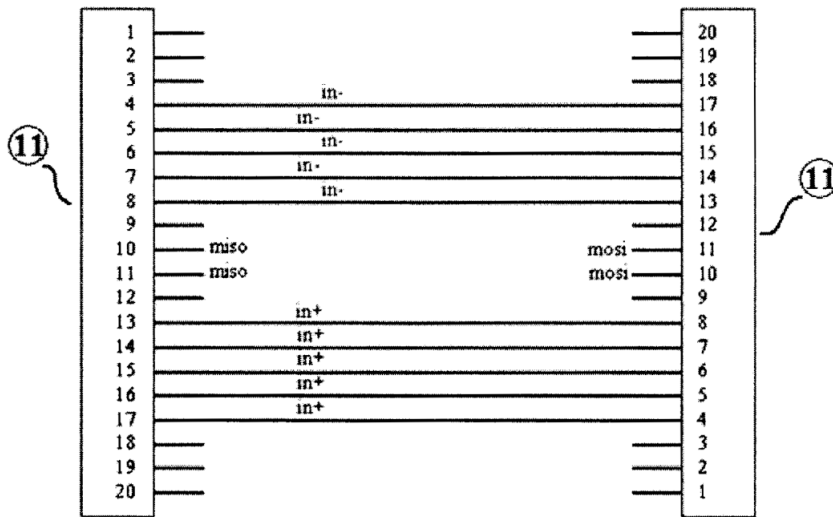 1 20
2 19
3 18
in-
4 17
in-
5 16
in-
6 15
in-
7 14
in-
8 13
11 11
9 12
10 miso mosi 11
11 miso mosi 10
12 9
in+
13 8
in+
14 7
in+
15 6
in+
16 5
in+
17 4
18 3
19 2
20 1